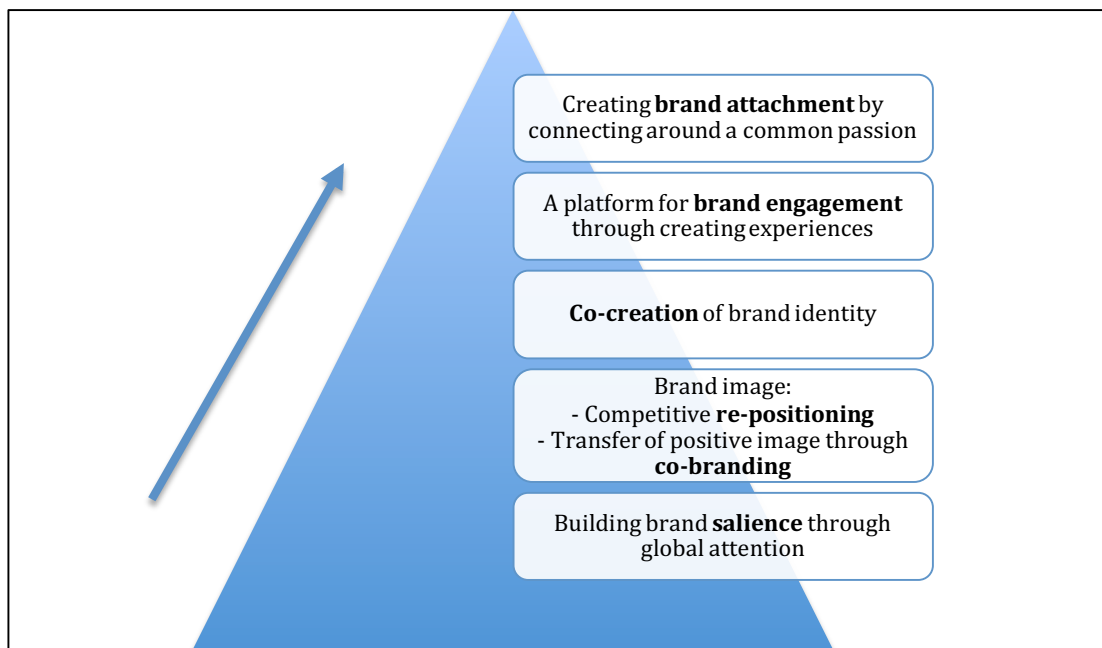 Creating brand attachment by
connecting around a common passion
A platform for brand engagement
through creating experiences
Co-creation of brand identity
Brand image:
- Competitive re-positioning
- Transfer of positive image through
co-branding
Building brand salience through
global attention